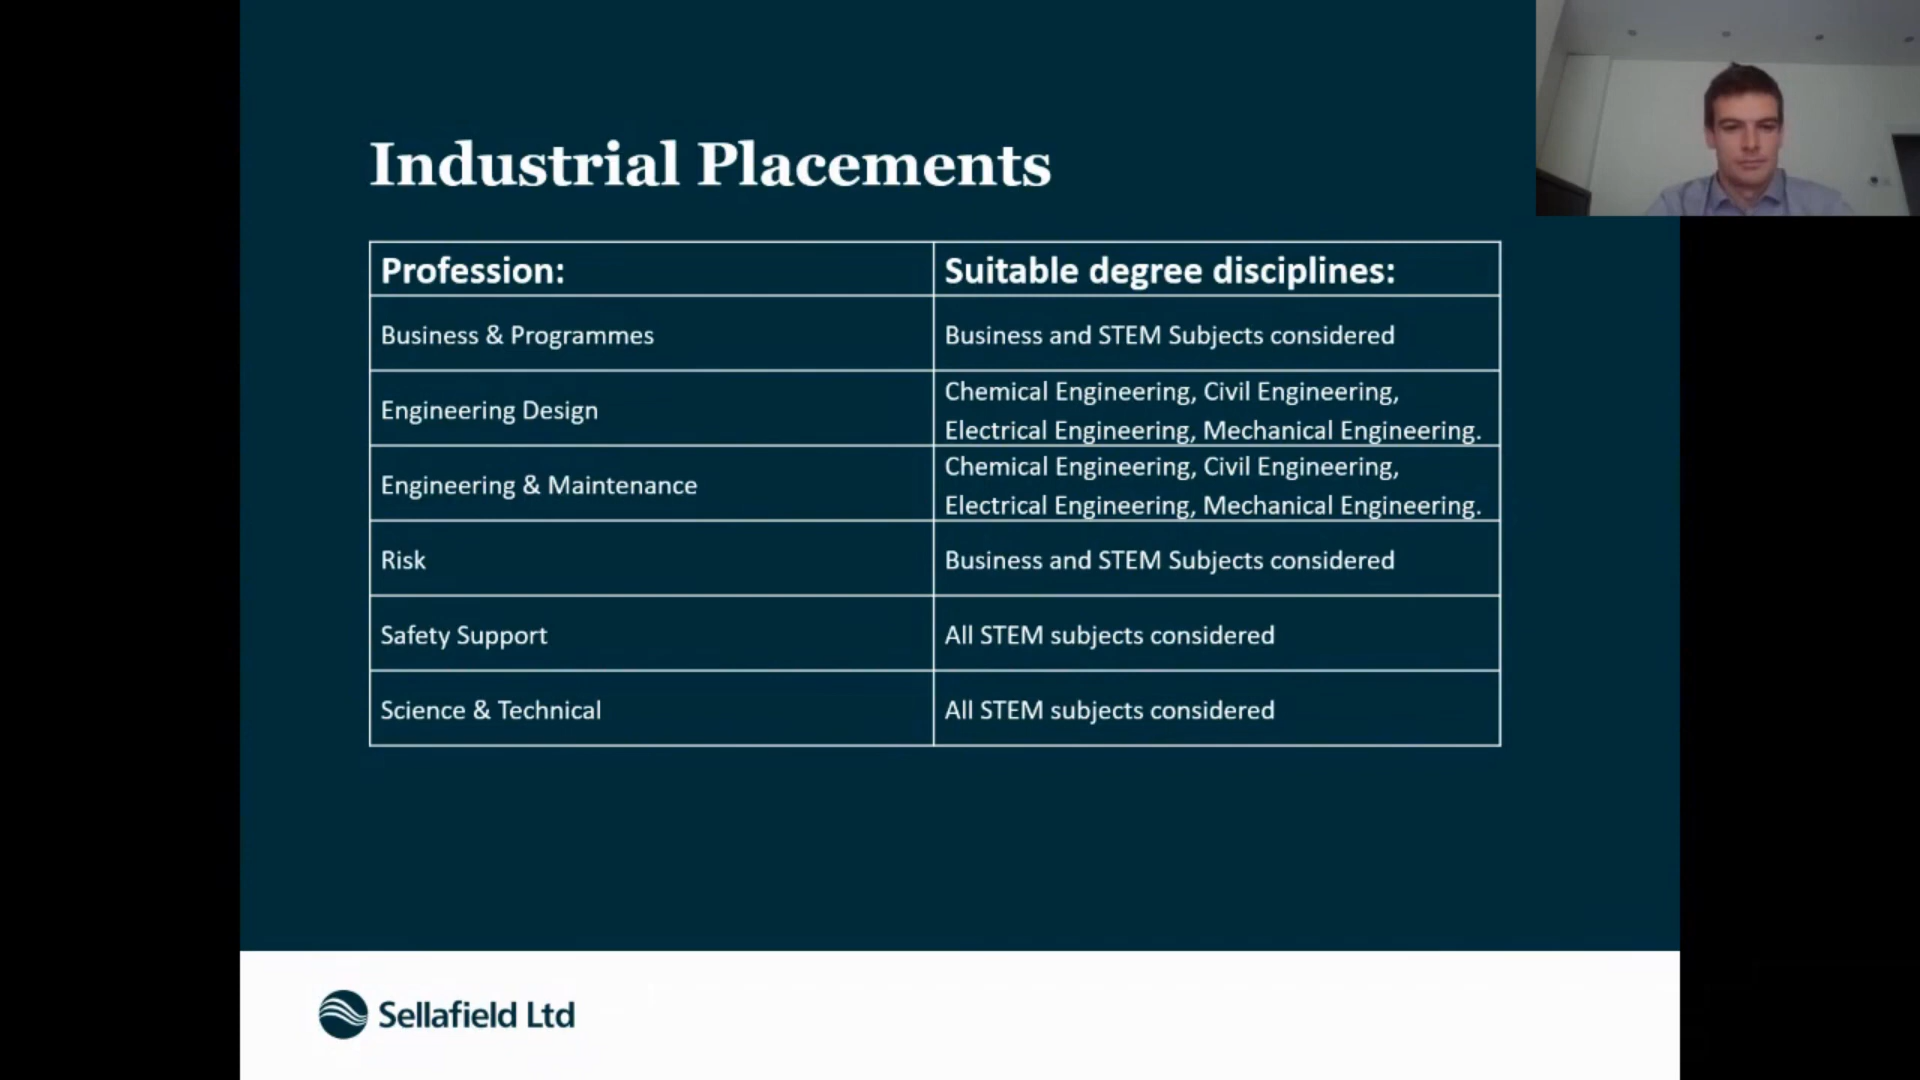 Industrial Placements
Profession:
Suitable degree disciplines:
Business & Programmes
Business and STEM Subjects considered
Engineering Design
Chemical Engineering, Civil Engineering,
Electrical Engineering, Mechanical Engineering.
Engineering & Maintenance
Chemical Engineering, Civil Engineering,
Electrical Engineering, Mechanical Engineering.
Risk
Business and STEM Subjects considered
Safety Support
All STEM subjects considered
Science & Technical
All STEM subjects considered
Sellafield Ltd